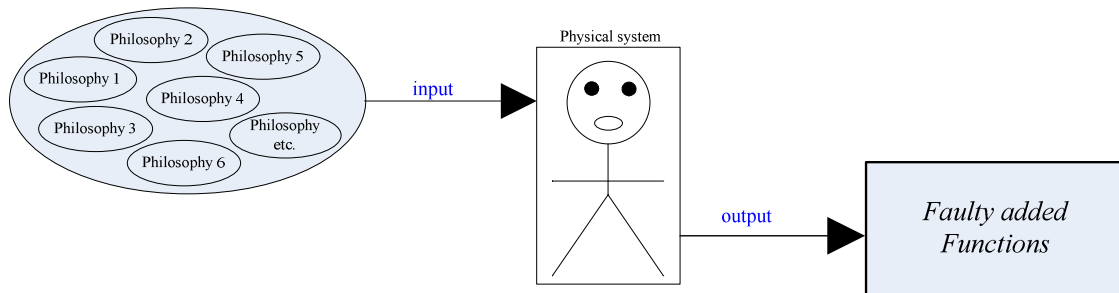 Philosophy 2
Philosophy 5
Philosophy 1
Philosophy 4
Philosophy 3
Philosophy
etc.
Philosophy 6
input
Physical system
output
Faulty added
Functions